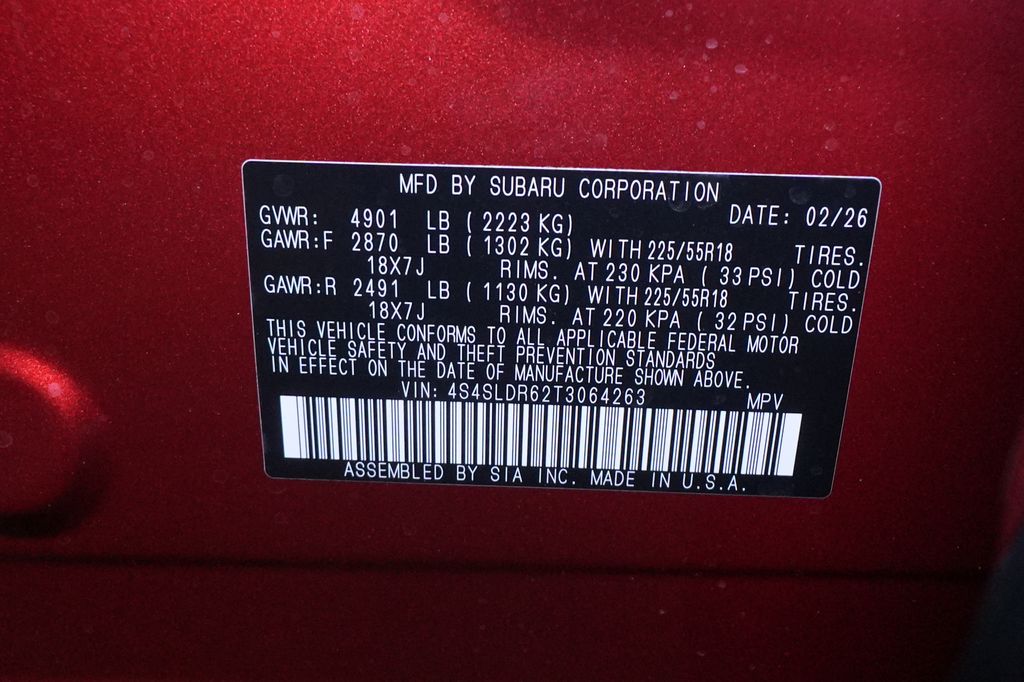 MFD BY SUBARU CORPORATION
DATE: 02/26
GVWR: 4901 LB ( 2223 KG)
GAWR:F 2870 LB ( 1302 KG) WITH 225/55R18 TIRES.
18X7J RIMS. AT 230 KPA ( 33 PSI) COLD
GAWR:R 2491 LB ( 1130 KG) WITH 225/55R18 TIRES.
18X7J RIMS. AT 220 KPA ( 32 PSI) COLD
THIS VEHICLE CONFORMS TO ALL APPLICABLE FEDERAL MOTOR
VEHICLE SAFETY AND THEFT PREVENTION STANDARDS
IN EFFECT ON THE DATE OF MANUFACTURE SHOWN ABOVE.
VIN: 4S4SLDR62T3064263 MPV
ASSEMBLED BY SIA INC. MADE IN U.S.A.